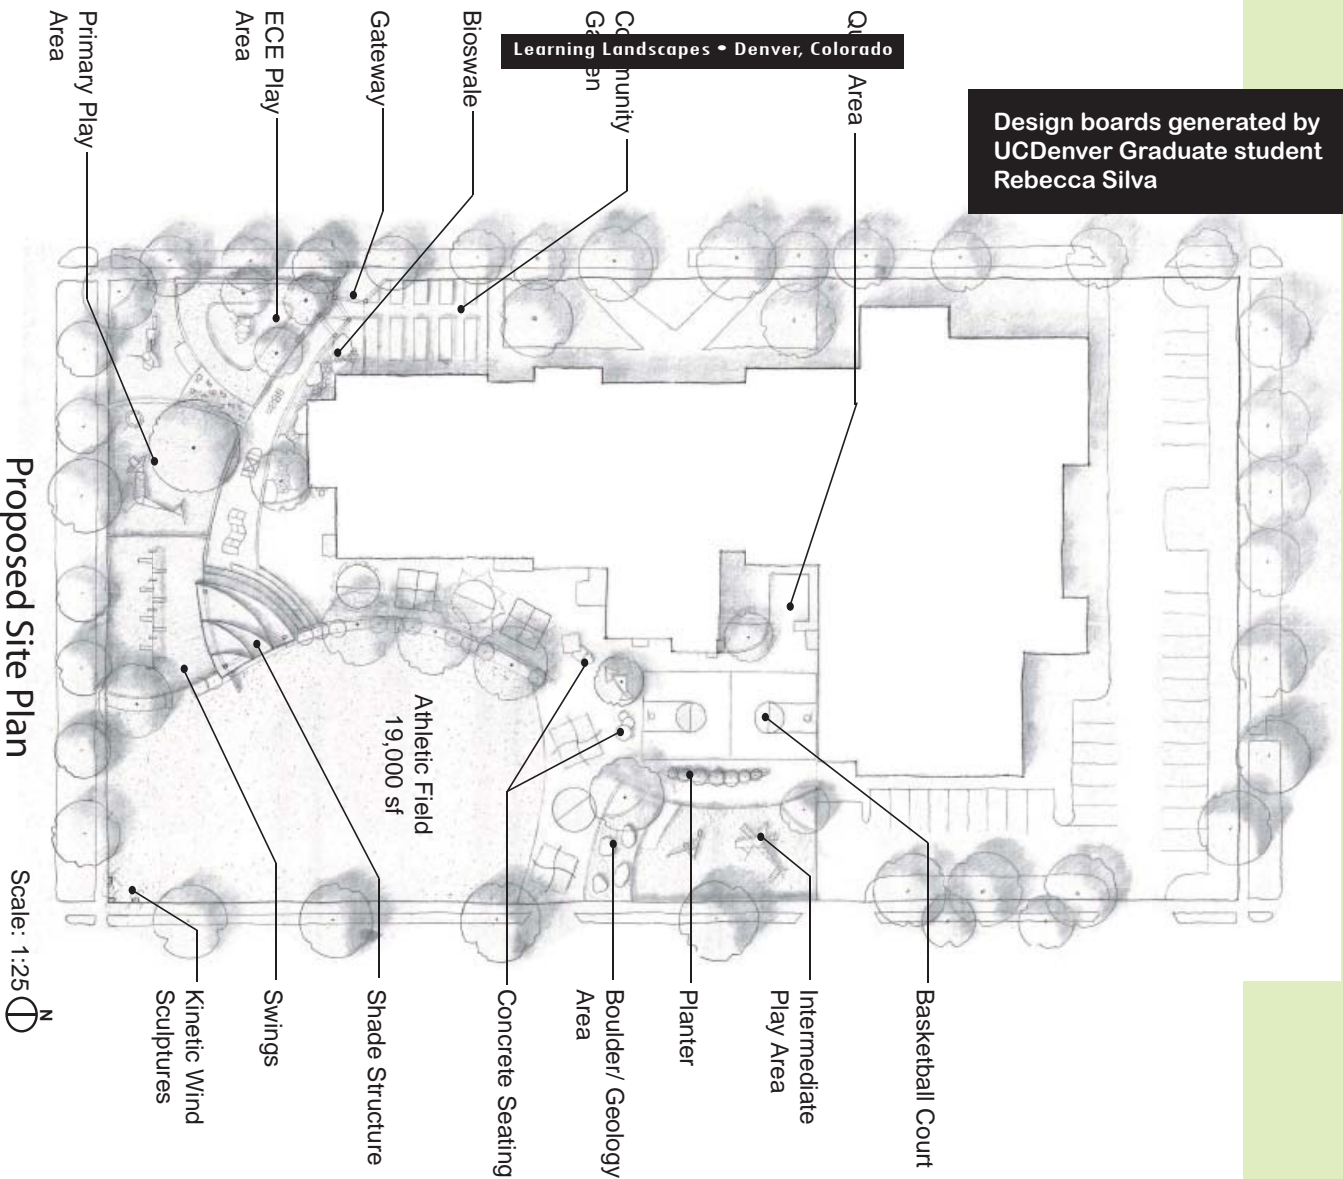 Learning Landscapes • Denver, Colorado
Design boards generated by
UCDenver Graduate student
Rebecca Silva
Primary Play
Area
ECE Play
Area
Gateway
Bioswale
Community
Garden
Area
Athletic Field
19,000 sf
Kinetic Wind
Sculptures
Swings
Shade Structure
Concrete Seating
Boulder/ Geology
Area
Planter
Intermediate
Play Area
Basketball Court
Proposed Site Plan
Scale: 1:25
N